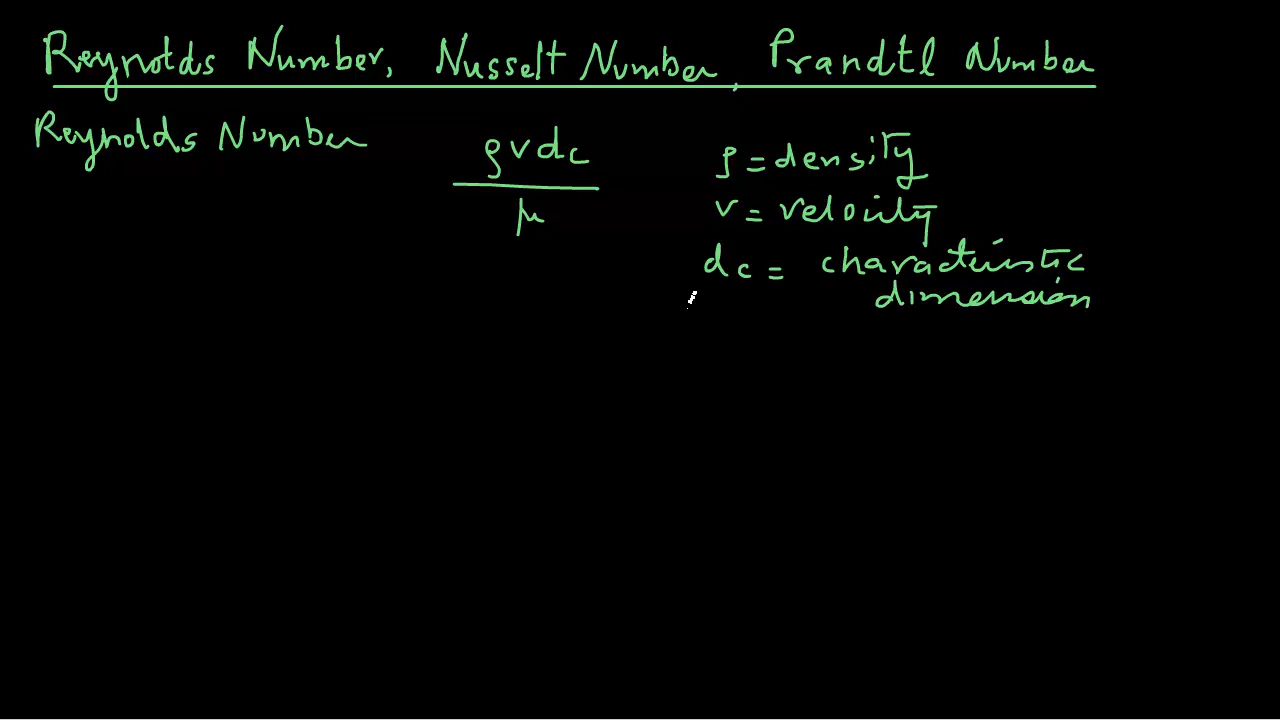 Reynolds Number, Nusselt Number, Prandtl Number
Reynolds Number
ρvdc
μ
ρ = density
v = velocity
dc = characteristic
dimension